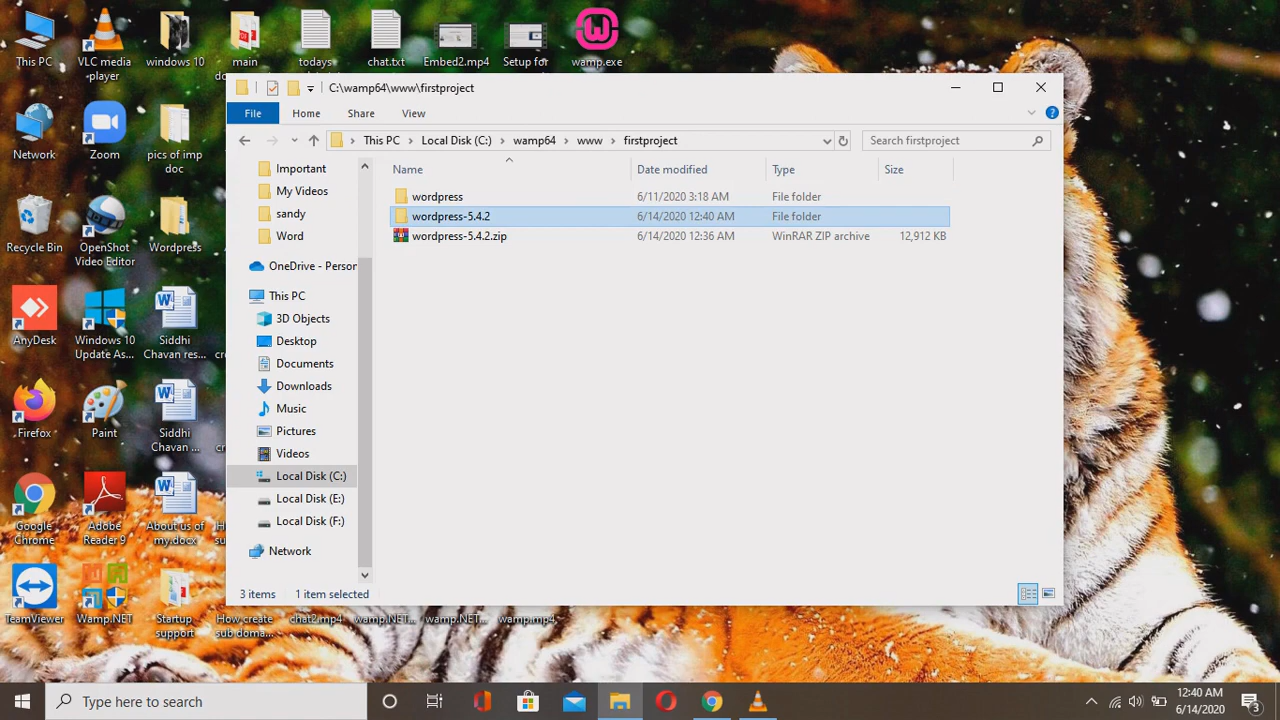 This PC
VLC media
player
windows 10
main
todays
chat.txt
Embed2.mp4
Setup for
wamp.exe
Network
Zoom
pics of imp
doc
Recycle Bin
OpenShot
Video Editor
Wordpress
AnyDesk
Windows 10
Update As...
Siddhi
Chavan res...
Firefox
Paint
Siddhi
Chavan ...
Google
Chrome
Adobe
Reader 9
About us of
my.docx
TeamViewer
Wamp.NET
Startup
support
How create
sub doma...
chat2.mp4
wamp.NET...
wamp.NET...
wamp.mp4
C:\wamp64\www\firstproject
File
Home
Share
View
This PC
Local Disk (C:)
wamp64
www
firstproject
Search firstproject
Important
My Videos
sandy
Word
OneDrive - Person
This PC
3D Objects
Desktop
Documents
Downloads
Music
Pictures
Videos
Local Disk (C:)
Local Disk (E:)
Local Disk (F:)
Network
Name Date modified Type Size
wordpress 6/11/2020 3:18 AM File folder
wordpress-5.4.2 6/14/2020 12:40 AM File folder
wordpress-5.4.2.zip 6/14/2020 12:36 AM WinRAR ZIP archive 12,912 KB
3 items 1 item selected
Type here to search
12:40 AM
6/14/2020
3